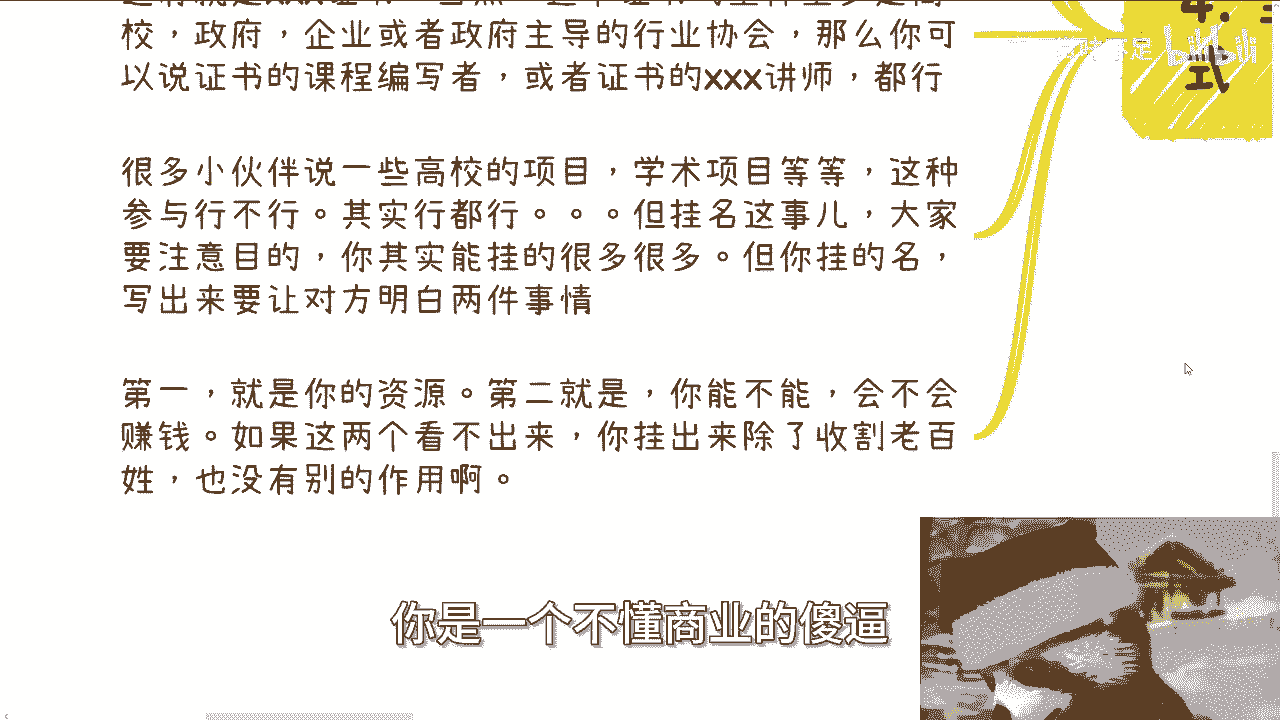 校，政府，企业或者政府主导的行业协会，那么你可
以说证书的课程编写者，或者证书的xxx讲师，都行
很多小伙伴说一些高校的项目，学术项目等等，这种
参与行不行。其实行都行。。。但挂名这事儿，大家
要注意目的，你其实能挂的很多很多。但你挂的名，
写出来要让对方明白两件事情
第一，就是你的资源。第二就是，你能不能，会不会
赚钱。如果这两个看不出来，你挂出来除了收割老百
姓，也没有别的作用啊。
4.
式
你是一个不懂商业的傻逼